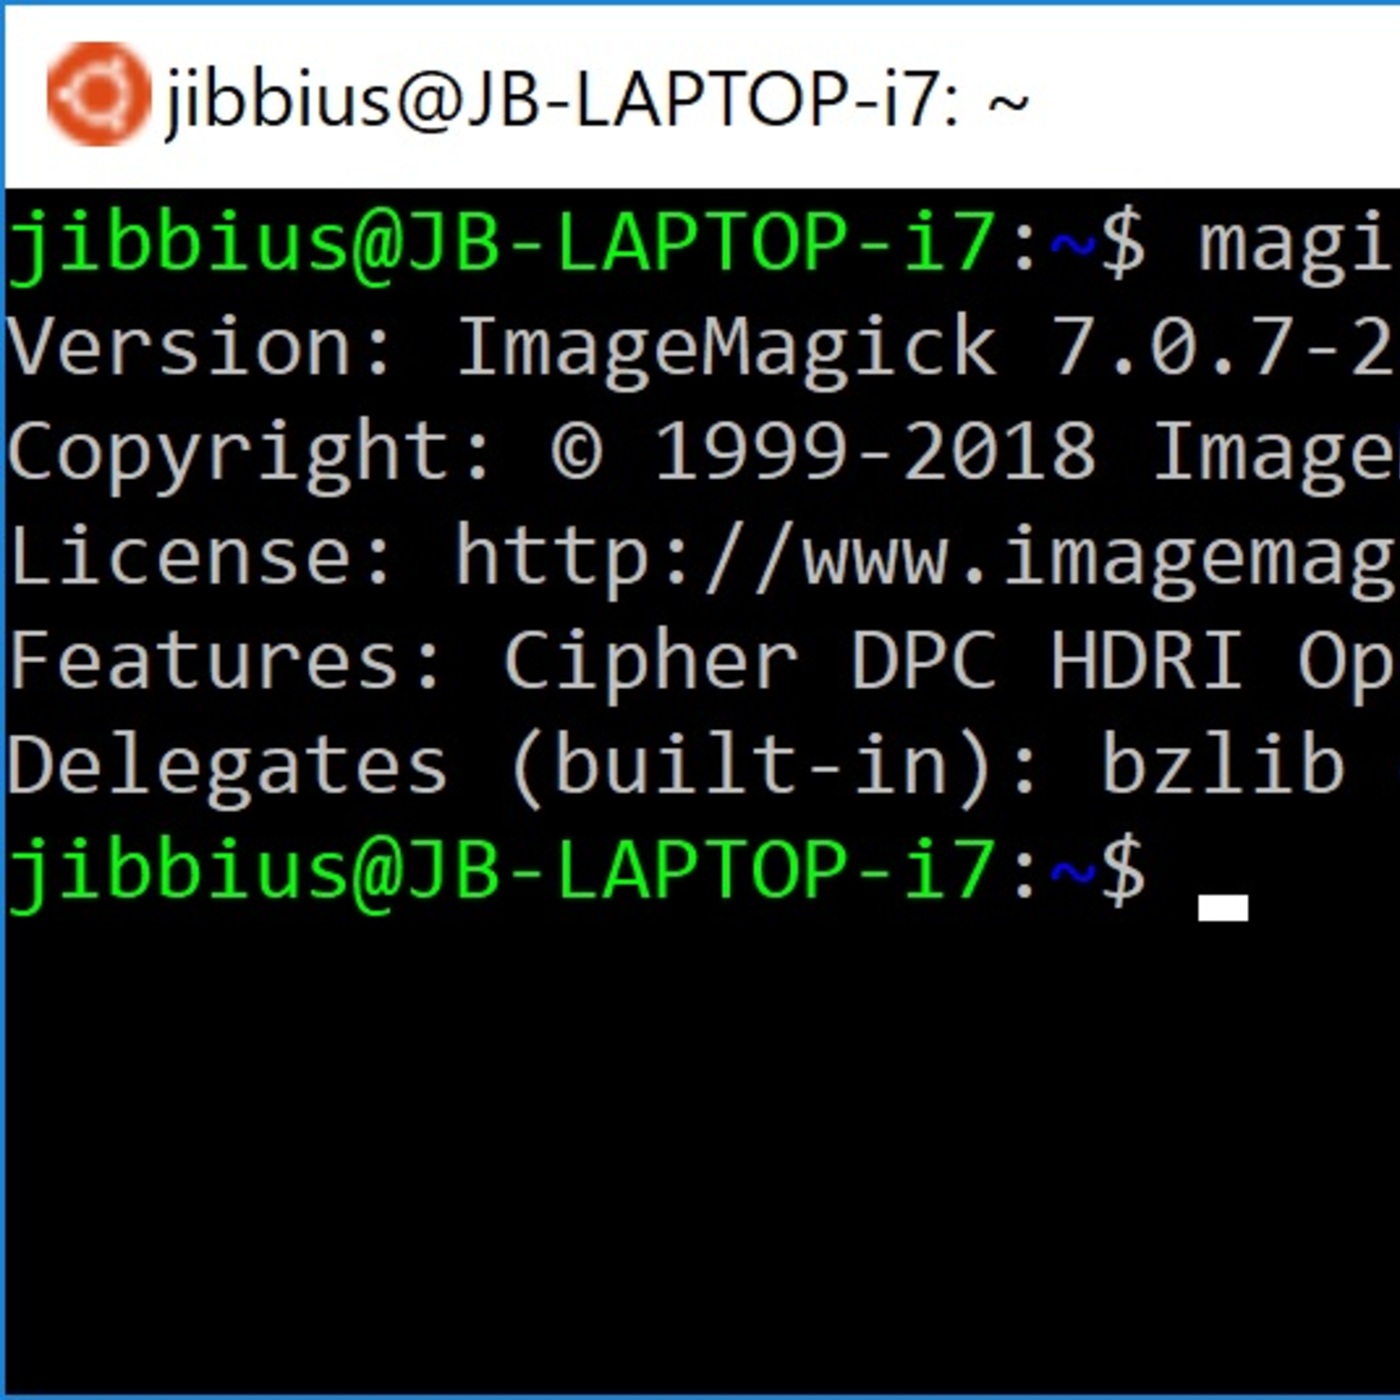 jibbius@JB-LAPTOP-i7: ~
jibbius@JB-LAPTOP-i7:~$ magi
Version: ImageMagick 7.0.7-2
Copyright: © 1999-2018 Image
License: http://www.imagemag
Features: Cipher DPC HDRI Op
Delegates (built-in): bzlib
jibbius@JB-LAPTOP-i7:~$